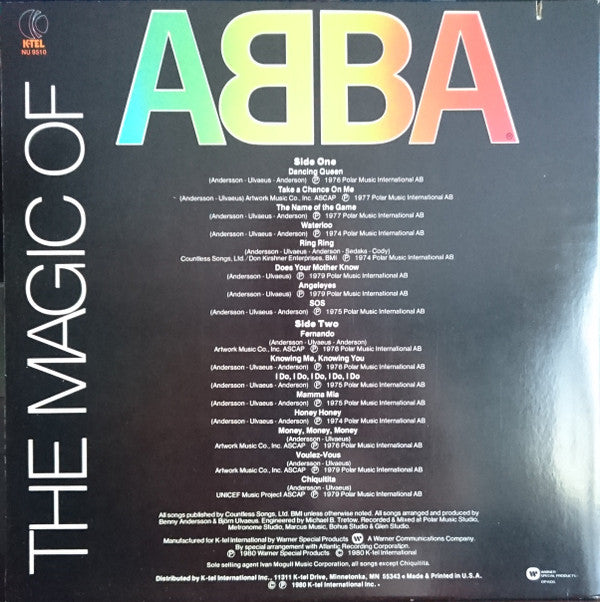 K-TEL
NU 9510
THE MAGIC OF
ABBA
®
Side One
Dancing Queen
(Andersson - Ulvaeus - Anderson) Ⓟ 1976 Polar Music International AB
Take a Chance On Me
(Andersson - Ulvaeus) Artwork Music Co., Inc. ASCAP Ⓟ 1977 Polar Music International AB
The Name of the Game
(Andersson - Ulvaeus - Anderson) Ⓟ 1977 Polar Music International AB
Waterloo
(Andersson - Ulvaeus - Anderson) Ⓟ 1974 Polar Music International AB
Ring Ring
(Andersson - Ulvaeus - Anderson - Sedaka - Cody)
Countless Songs, Ltd./Don Kirshner Enterprises, BMI Ⓟ 1974 Polar Music International AB
Does Your Mother Know
(Andersson - Ulvaeus) Ⓟ 1979 Polar Music International AB
Angeleyes
(Andersson - Ulvaeus) Ⓟ 1979 Polar Music International AB
SOS
(Andersson - Ulvaeus - Anderson) Ⓟ 1975 Polar Music International AB
Side Two
Fernando
(Andersson - Ulvaeus - Anderson)
Artwork Music Co., Inc. ASCAP Ⓟ 1976 Polar Music International AB
Knowing Me, Knowing You
(Andersson - Ulvaeus - Anderson) Ⓟ 1976 Polar Music International AB
I Do, I Do, I Do, I Do, I Do
(Andersson - Ulvaeus - Anderson) Ⓟ 1975 Polar Music International AB
Mamma Mia
(Andersson - Ulvaeus - Anderson) Ⓟ 1975 Polar Music International AB
Honey Honey
(Andersson - Ulvaeus - Anderson) Ⓟ 1974 Polar Music International AB
Money, Money, Money
(Andersson - Ulvaeus)
Artwork Music Co., Inc. ASCAP Ⓟ 1976 Polar Music International AB
Voulez-Vous
(Andersson - Ulvaeus)
Artwork Music Co., Inc. ASCAP Ⓟ 1979 Polar Music International AB
Chiquitita
(Andersson - Ulvaeus)
UNICEF Music Project ASCAP Ⓟ 1979 Polar Music International AB
All songs published by Countless Songs, Ltd. BMI unless otherwise noted. All songs arranged and produced by
Benny Andersson & Björn Ulvaeus. Engineered by Michael B. Tretow. Recorded & Mixed at Polar Music Studio,
Metronome Studio, Marcus Music, Bohus Studio & Glen Studio.
Manufactured for K-tel International by Warner Special Products A Warner Communications Company.
By special arrangement with Atlantic Recording Corporation.
Ⓟ 1980 Warner Special Products © 1980 K-tel International
Sole selling agent Ivan Mogull Music Corporation, all songs except Chiquitita.
Distributed by K-tel International Inc., 11311 K-tel Drive, Minnetonka, MN 55343 • Made & Printed in U.S.A.
© Ⓟ 1980 K-tel International Inc.
WARNER
SPECIAL PRODUCTS